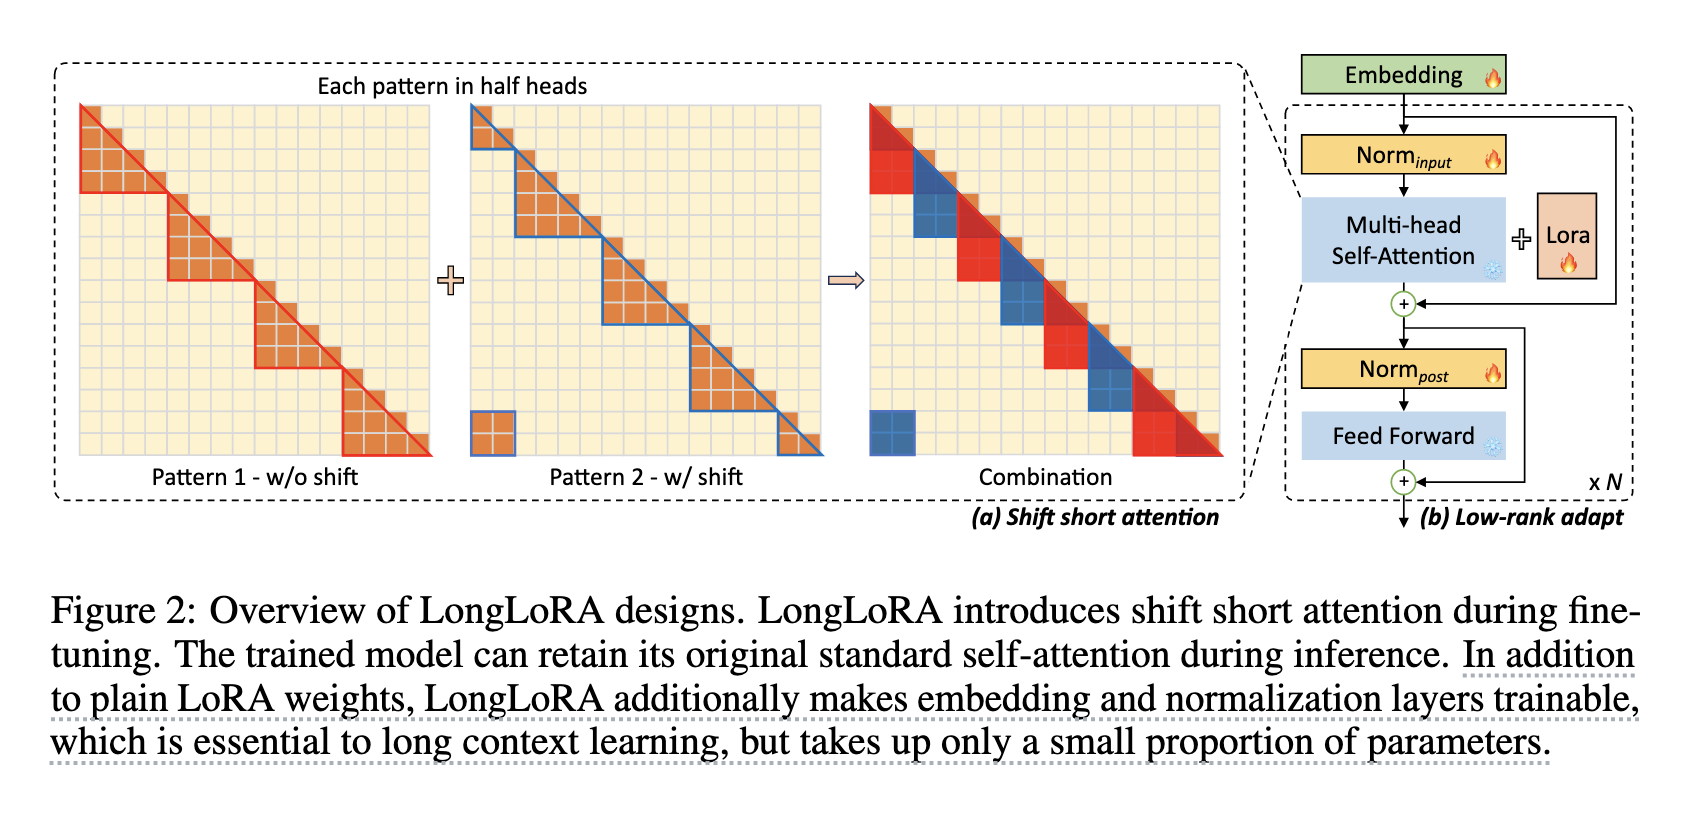 Each pattern in half heads
Pattern 1 - w/o shift
Pattern 2 - w/ shift
Combination
(a) Shift short attention
Embedding
Norm input
Multi-head
Self-Attention
Lora
+
Norm post
Feed Forward
+
x N
(b) Low-rank adapt
Figure 2: Overview of LongLoRA designs. LongLoRA introduces shift short attention during fine-
tuning. The trained model can retain its original standard self-attention during inference. In addition
to plain LoRA weights, LongLoRA additionally makes embedding and normalization layers trainable,
which is essential to long context learning, but takes up only a small proportion of parameters.